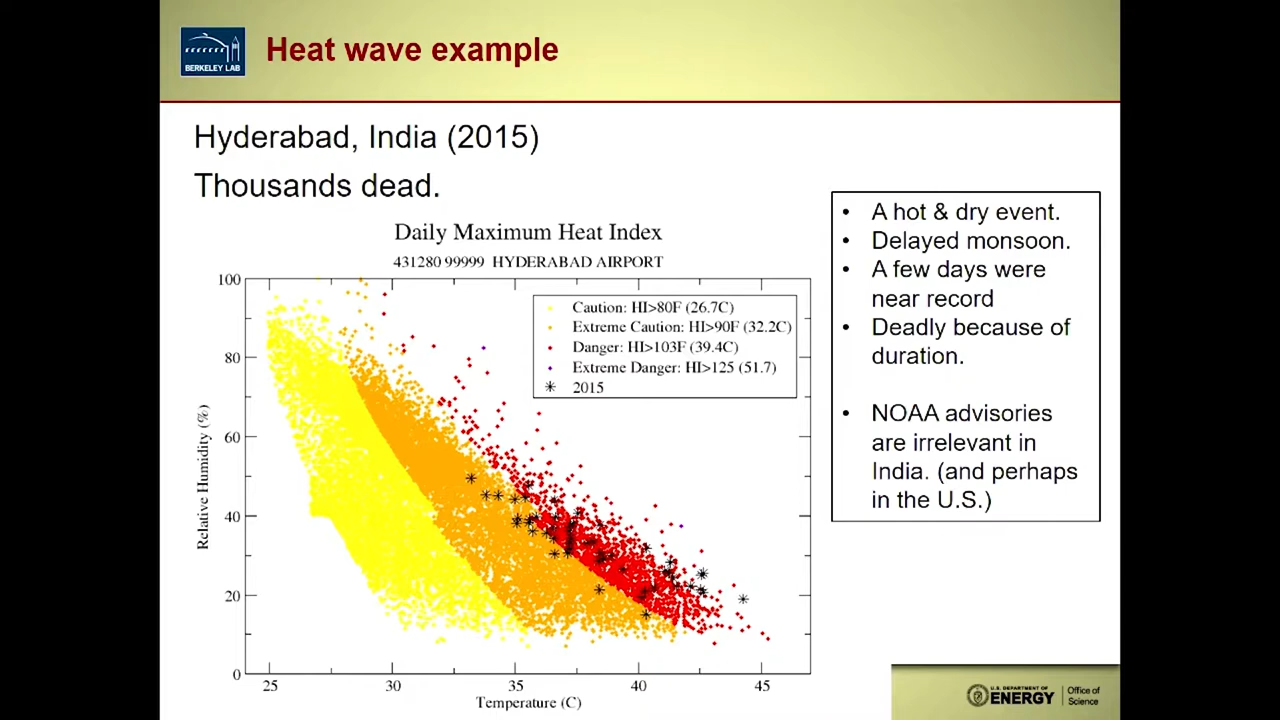 BERKELEY LAB
Heat wave example
Hyderabad, India (2015)
Thousands dead.
Daily Maximum Heat Index
431280 99999 HYDERABAD AIRPORT
100
80
60
40
20
0
Relative Humidity (%)
25
30
35
40
45
Temperature (C)
Caution: HI>80F (26.7C)
Extreme Caution: HI>90F (32.2C)
Danger: HI>103F (39.4C)
Extreme Danger: HI>125 (51.7)
2015
• A hot & dry event.
• Delayed monsoon.
• A few days were
near record
• Deadly because of
duration.
• NOAA advisories
are irrelevant in
India. (and perhaps
in the U.S.)
U.S. DEPARTMENT OF
ENERGY
Office of
Science